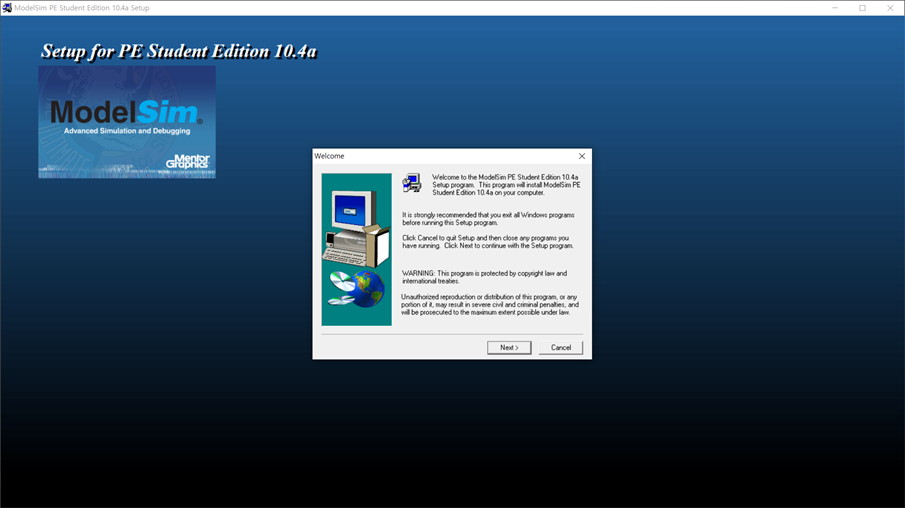 ModelSim PE Student Edition 10.4a Setup
Setup for PE Student Edition 10.4a
ModelSim.
Advanced Simulation and Debugging
Mentor
Graphics
Welcome
Welcome to the ModelSim PE Student Edition 10.4a
Setup program. This program will install ModelSim PE
Student Edition 10.4a on your computer.
It is strongly recommended that you exit all Windows programs
before running this Setup program.
Click Cancel to quit Setup and then close any programs you
have running. Click Next to continue with the Setup program.
WARNING: This program is protected by copyright law and
international treaties.
Unauthorized reproduction or distribution of this program, or any
portion of it, may result in severe civil and criminal penalties, and
will be prosecuted to the maximum extent possible under law.
Next >
Cancel